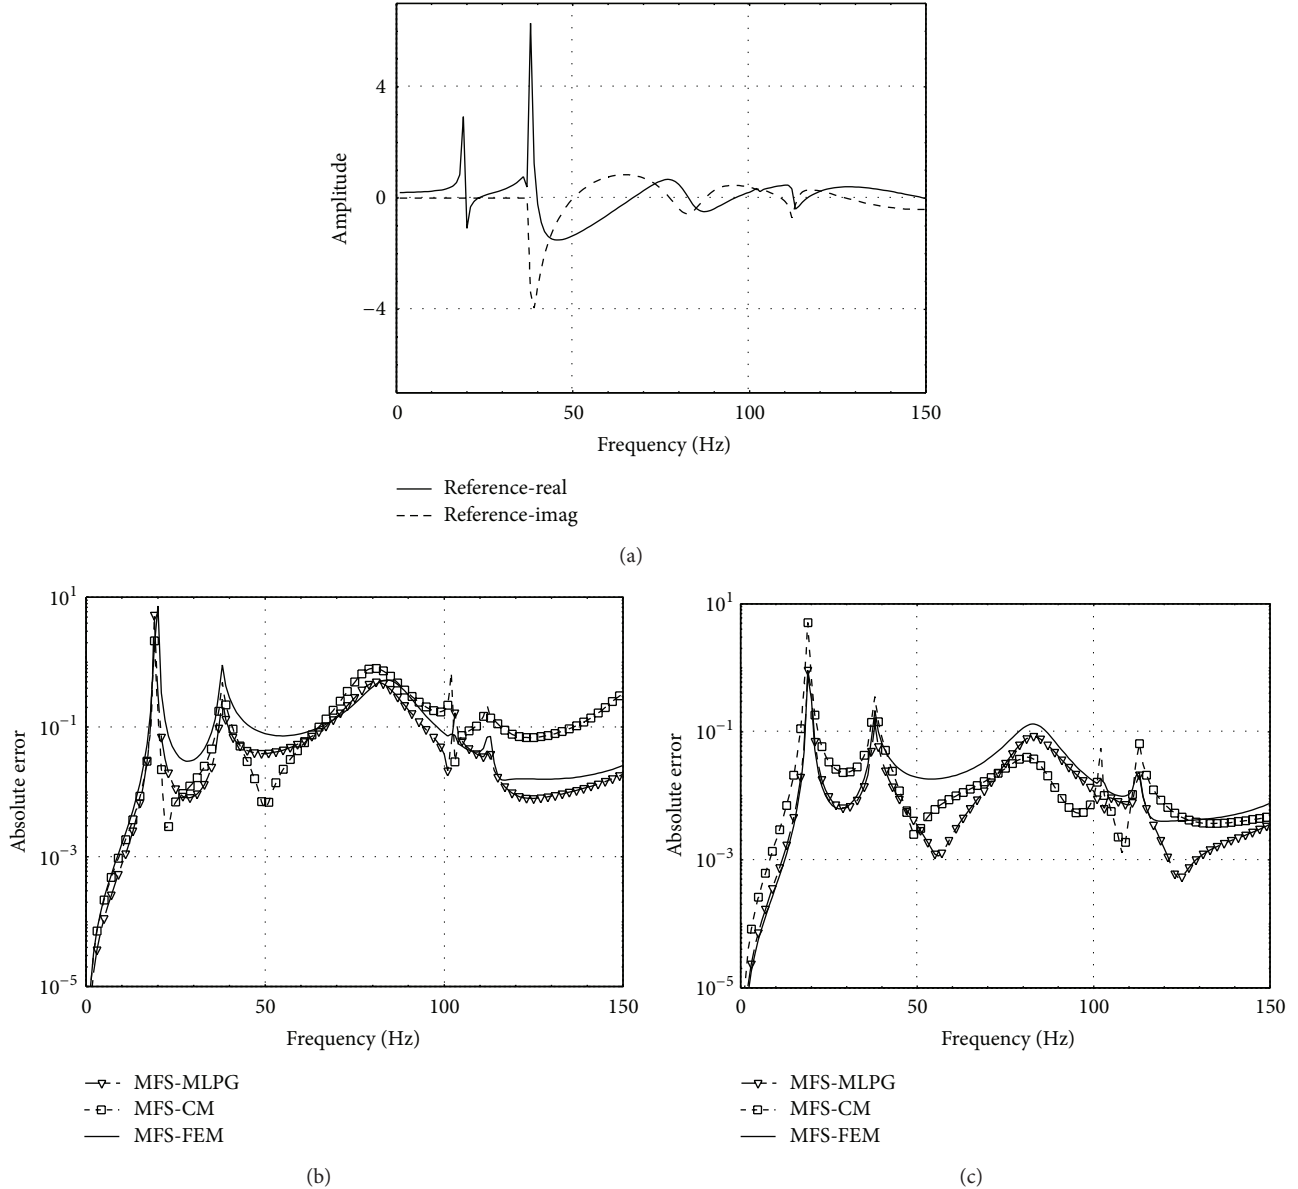 4
0
−4
Amplitude
0
50
100
150
Frequency (Hz)
Reference-real
Reference-imag
(a)
10^1
10^−1
10^−3
10^−5
Absolute error
0
50
100
150
Frequency (Hz)
MFS-MLPG
MFS-CM
MFS-FEM
(b)
10^1
10^−1
10^−3
10^−5
Absolute error
0
50
100
150
Frequency (Hz)
MFS-MLPG
MFS-CM
MFS-FEM
(c)